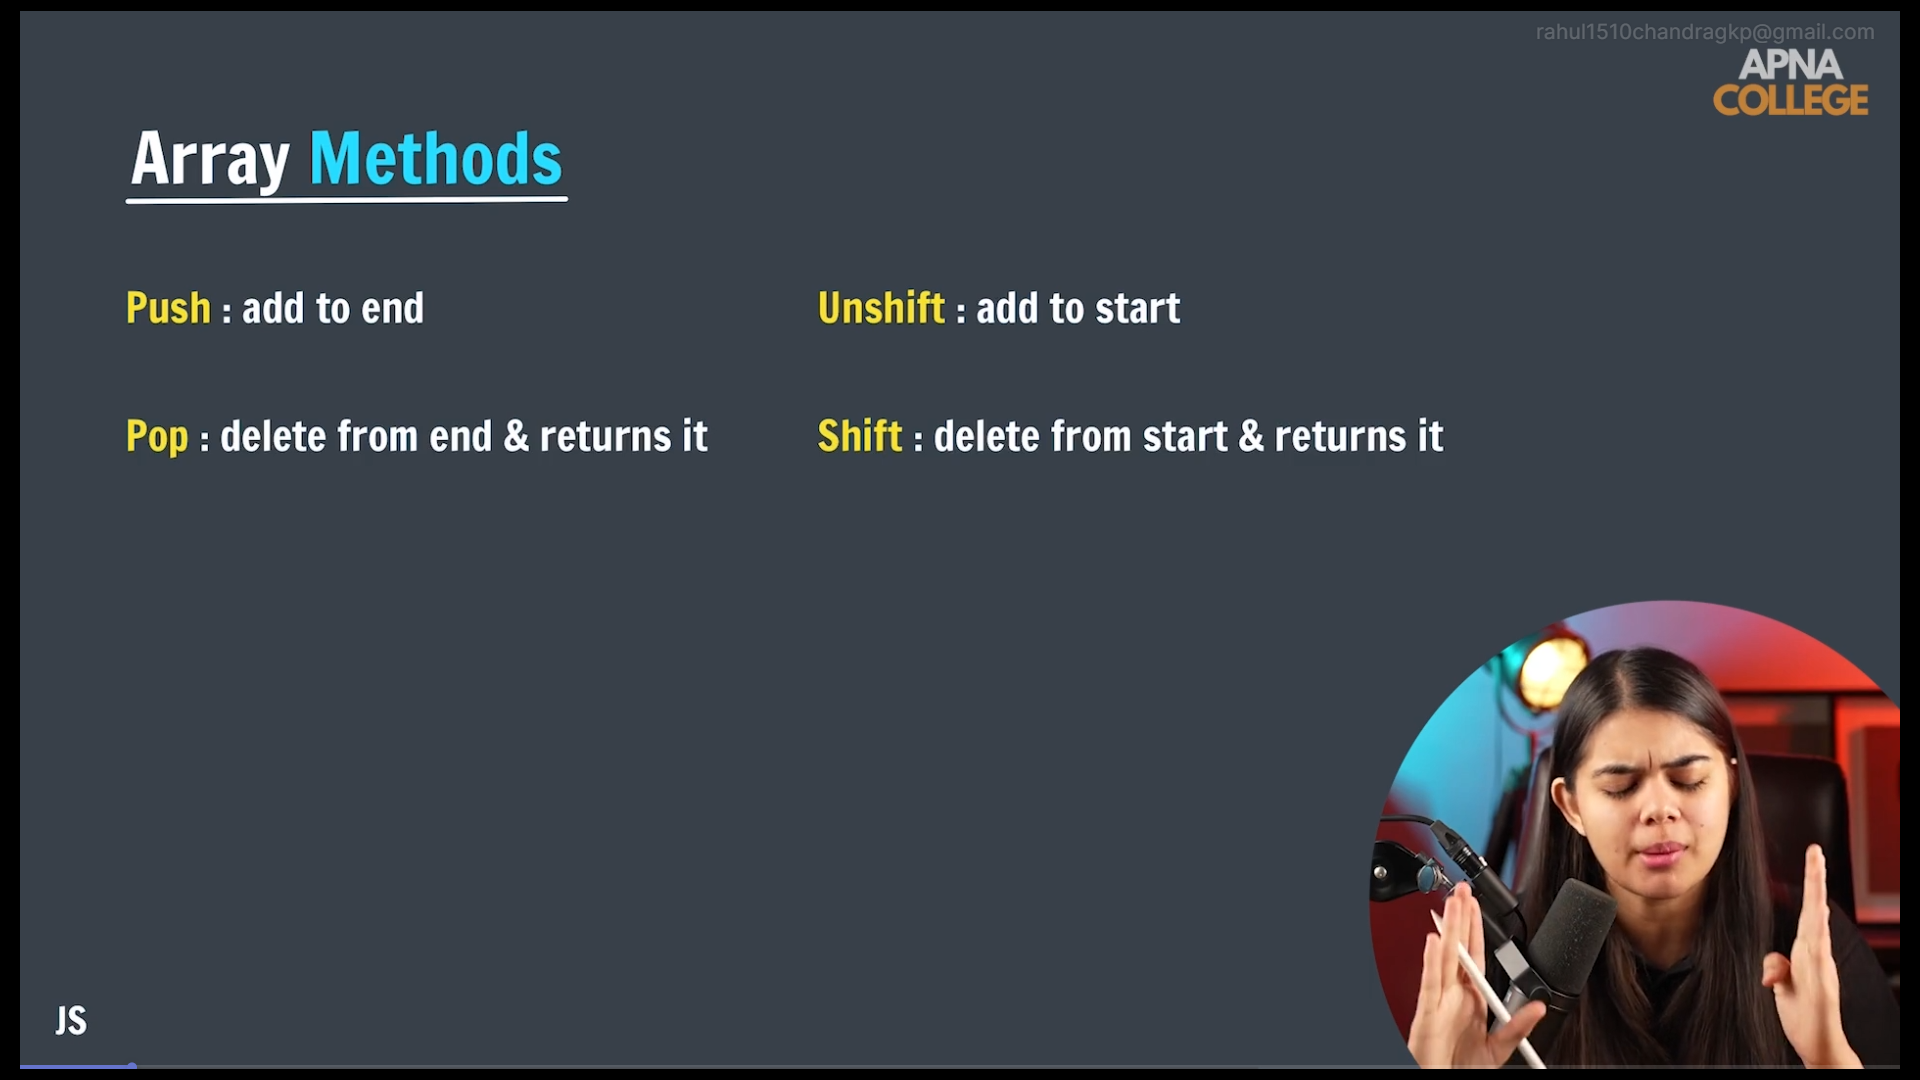 rahul1510chandragkp@gmail.com
APNA
COLLEGE
Array Methods
Push : add to end
Unshift : add to start
Pop : delete from end & returns it
Shift : delete from start & returns it
JS